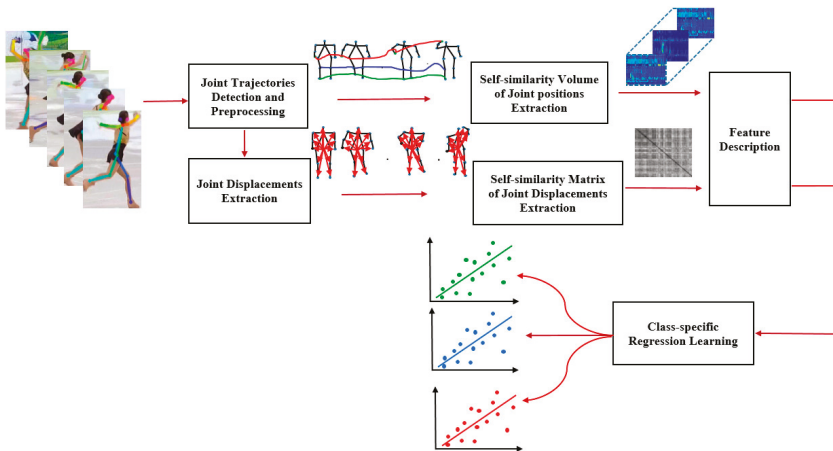 Joint Trajectories
Detection and
Preprocessing
Self-similarity Volume
of Joint positions
Extraction
Feature
Description
Joint Displacements
Extraction
Self-similarity Matrix
of Joint Displacements
Extraction
Class-specific
Regression Learning